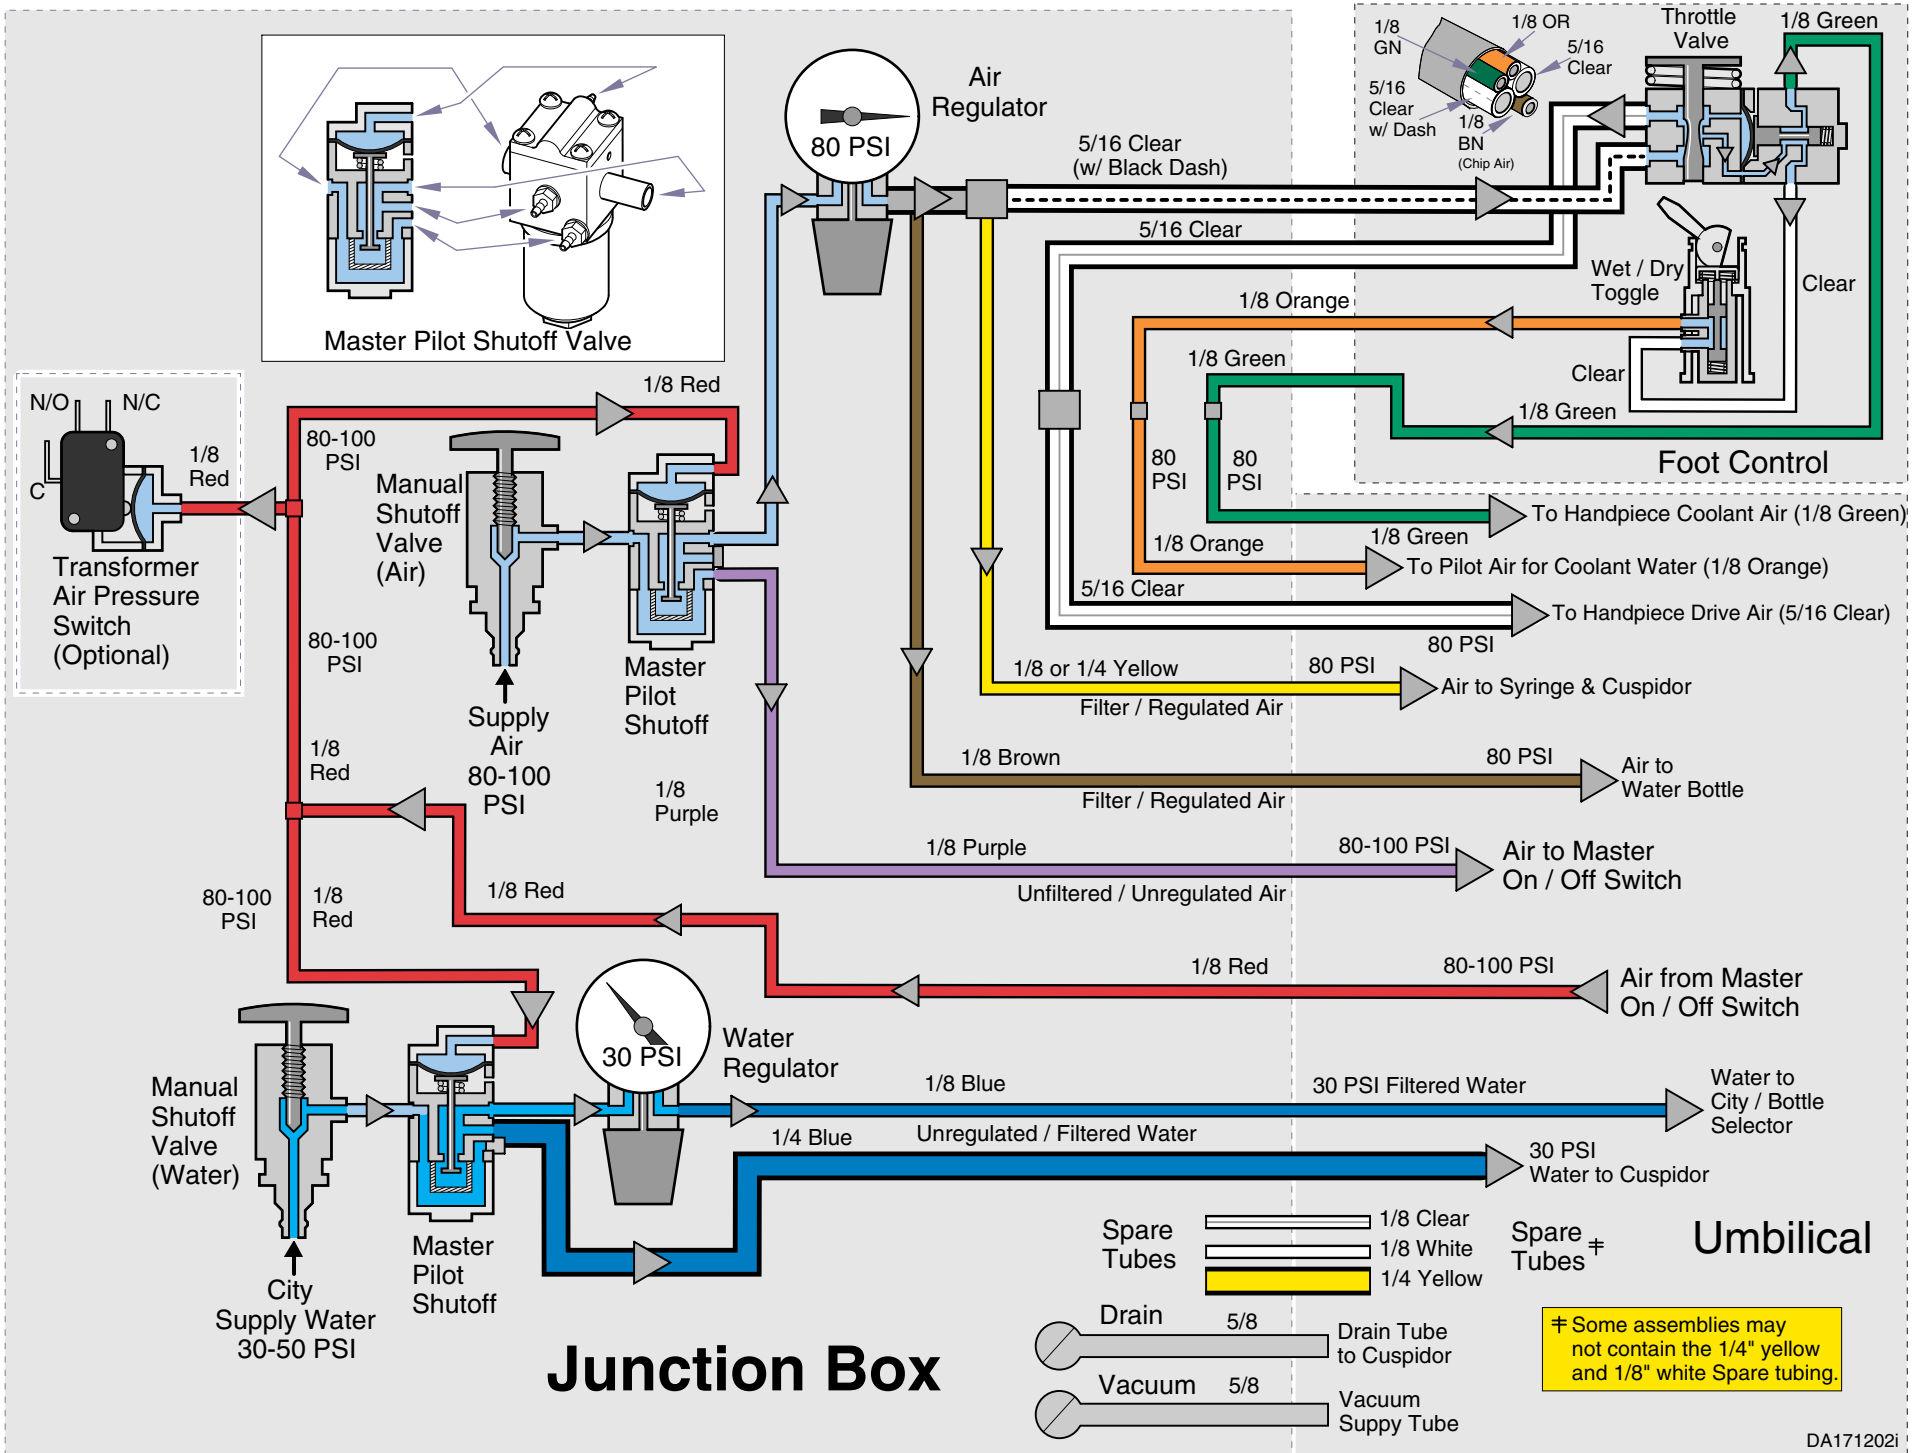 Master Pilot Shutoff Valve
Air
Regulator
80 PSI
5/16 Clear
(w/ Black Dash)
5/16 Clear
1/8
GN
1/8 OR
5/16
Clear
5/16
Clear
w/ Dash
1/8
BN
(Chip Air)
Throttle
Valve
1/8 Green
Wet / Dry
Toggle
Clear
1/8 Orange
1/8 Green
Clear
1/8 Green
Foot Control
80
PSI
80
PSI
N/O
N/C
C
1/8
Red
Transformer
Air Pressure
Switch
(Optional)
80-100
PSI
1/8 Red
Manual
Shutoff
Valve
(Air)
80-100
PSI
Supply
Air
80-100
PSI
Master
Pilot
Shutoff
1/8
Red
1/8
Purple
To Handpiece Coolant Air (1/8 Green)
1/8 Green
1/8 Orange
To Pilot Air for Coolant Water (1/8 Orange)
5/16 Clear
To Handpiece Drive Air (5/16 Clear)
80 PSI
1/8 or 1/4 Yellow
80 PSI
Air to Syringe & Cuspidor
Filter / Regulated Air
1/8 Brown
80 PSI
Air to
Water Bottle
Filter / Regulated Air
1/8 Purple
80-100 PSI
Air to Master
On / Off Switch
Unfiltered / Unregulated Air
80-100
PSI
1/8
Red
1/8 Red
1/8 Red
80-100 PSI
Air from Master
On / Off Switch
30 PSI
Water
Regulator
Manual
Shutoff
Valve
(Water)
1/8 Blue
30 PSI Filtered Water
Water to
City / Bottle
Selector
1/4 Blue
Unregulated / Filtered Water
30 PSI
Water to Cuspidor
Master
Pilot
Shutoff
City
Supply Water
30-50 PSI
Spare
Tubes
1/8 Clear
1/8 White
1/4 Yellow
Spare
Tubes ⧧
Umbilical
Drain
5/8
Drain Tube
to Cuspidor
Vacuum
5/8
Vacuum
Suppy Tube
⧧ Some assemblies may
not contain the 1/4" yellow
and 1/8" white Spare tubing.
Junction Box
DA171202i